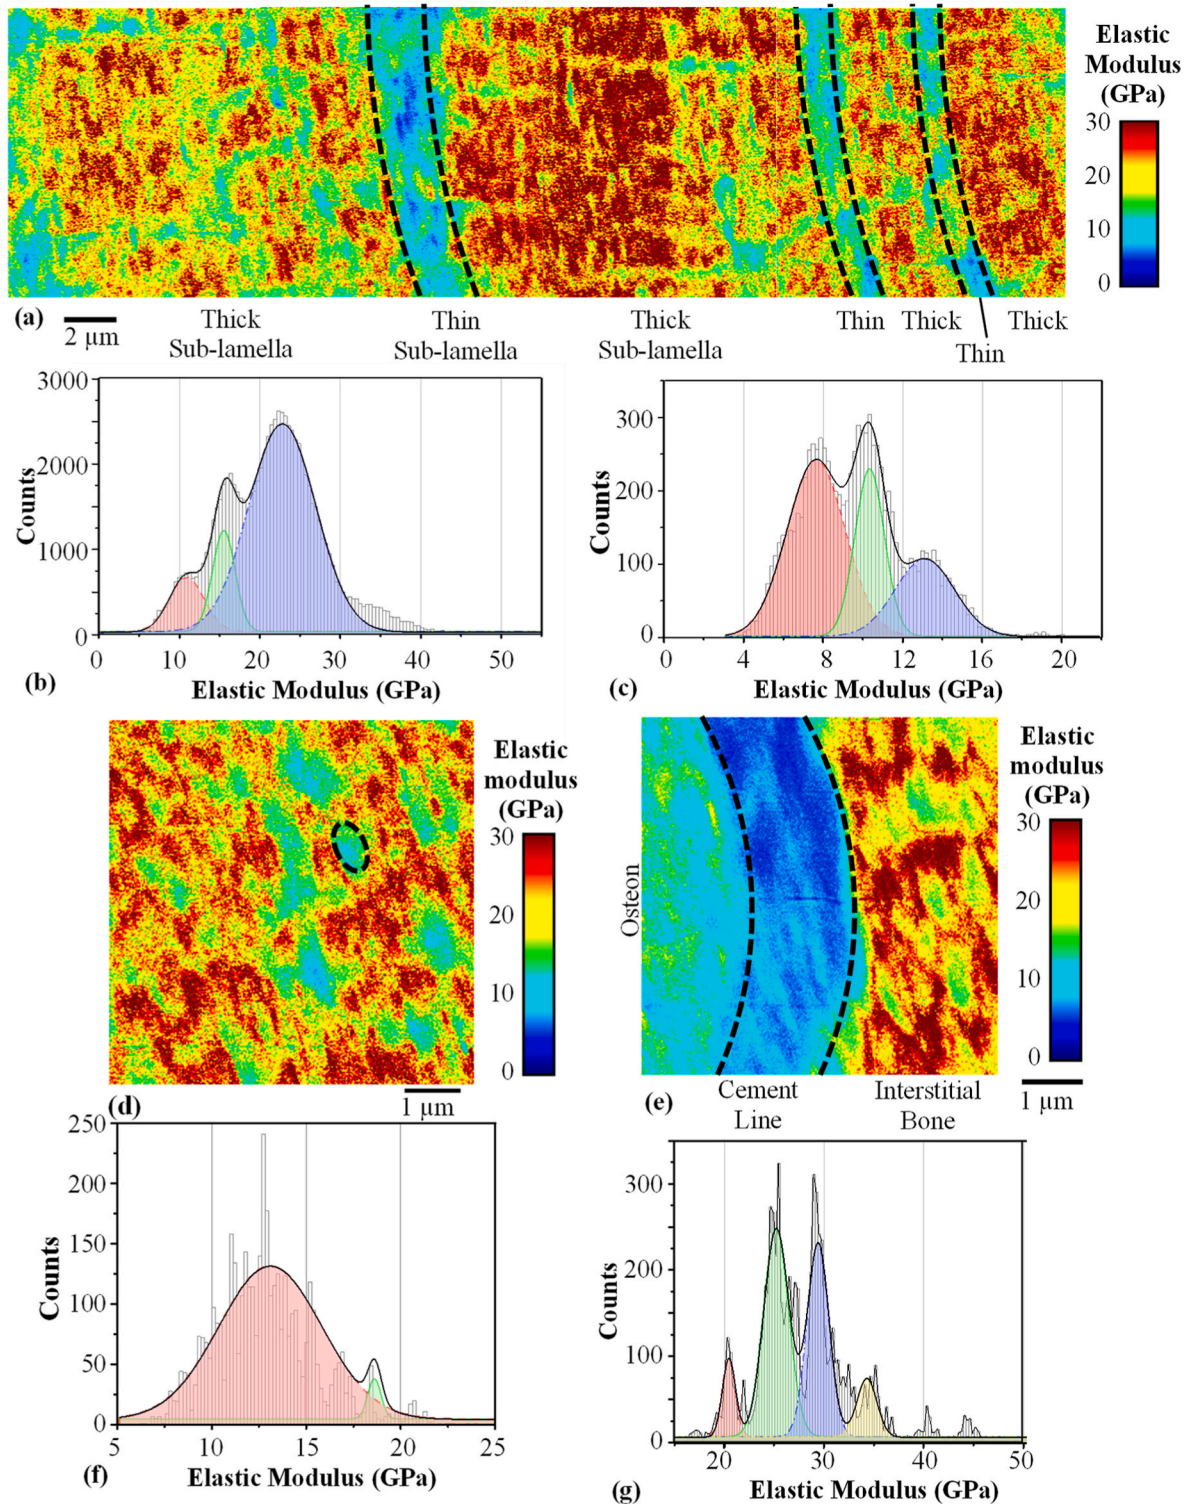 Elastic
Modulus
(GPa)
30
20
10
0
(a)
2 µm
Thick
Sub-lamella
Thin
Sub-lamella
Thick
Sub-lamella
Thin
Thick
Thin
Thick
3000
2000
1000
0
Counts
0 10 20 30 40 50
Elastic Modulus (GPa)
(b)
300
200
100
0
Counts
0 4 8 12 16 20
Elastic Modulus (GPa)
(c)
Elastic
modulus
(GPa)
30
20
10
0
(d)
1 µm
Osteon
Elastic
modulus
(GPa)
30
20
10
0
(e)
Cement
Line
Interstitial
Bone
1 µm
250
200
150
100
50
0
Counts
5 10 15 20 25
Elastic Modulus (GPa)
(f)
300
200
100
0
Counts
20 30 40 50
Elastic Modulus (GPa)
(g)